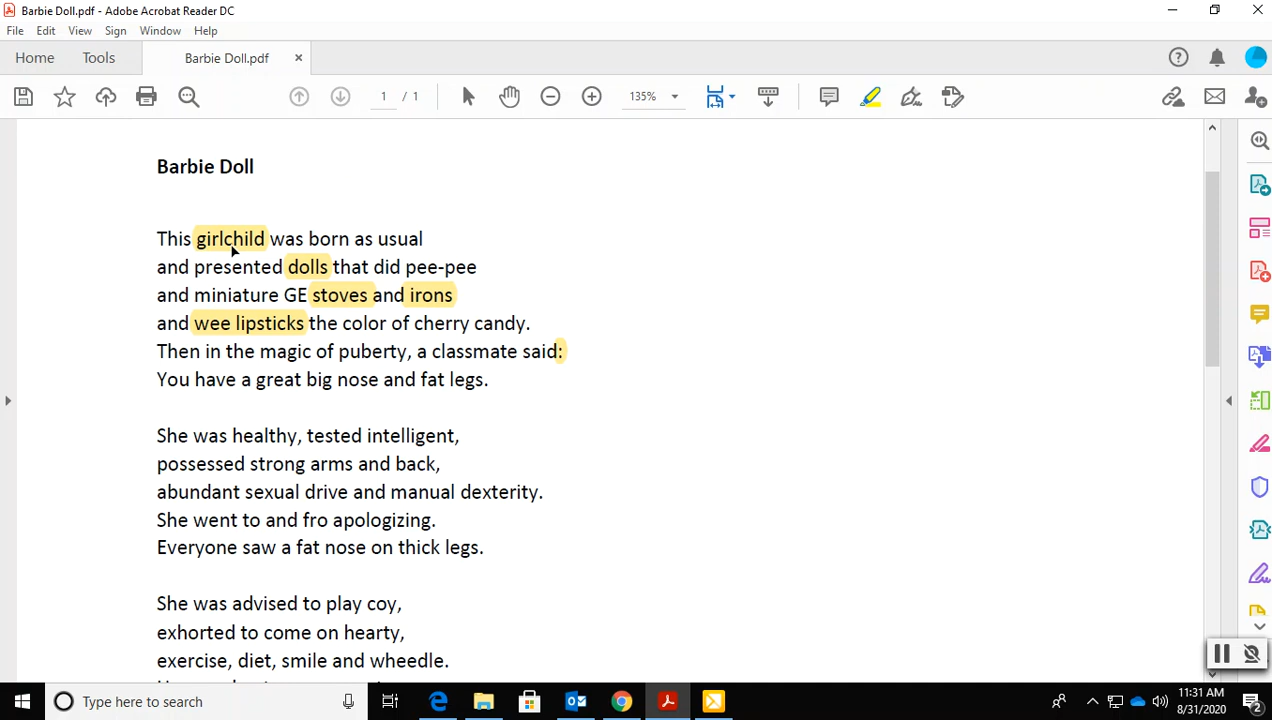 Barbie Doll.pdf - Adobe Acrobat Reader DC
File Edit View Sign Window Help
Home Tools Barbie Doll.pdf ×
1 / 1 135%
Barbie Doll
This girlchild was born as usual
and presented dolls that did pee-pee
and miniature GE stoves and irons
and wee lipsticks the color of cherry candy.
Then in the magic of puberty, a classmate said:
You have a great big nose and fat legs.
She was healthy, tested intelligent,
possessed strong arms and back,
abundant sexual drive and manual dexterity.
She went to and fro apologizing.
Everyone saw a fat nose on thick legs.
She was advised to play coy,
exhorted to come on hearty,
exercise, diet, smile and wheedle.
Type here to search
11:31 AM
8/31/2020
2